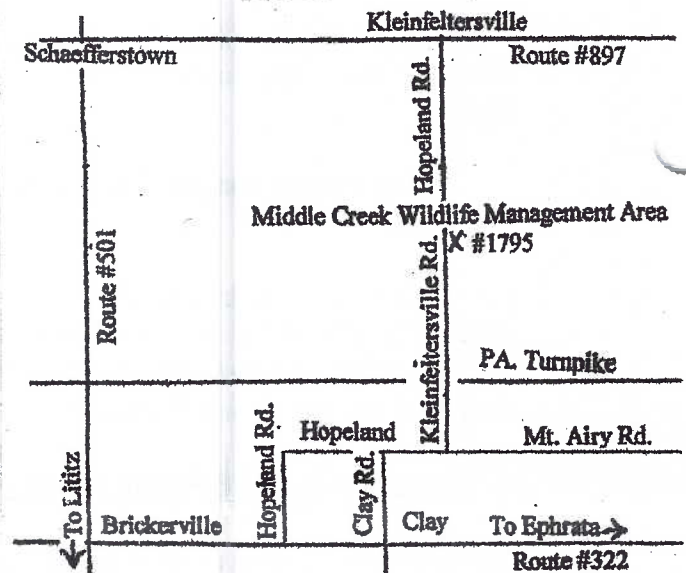 Kleinfeltersville
Schaefferstown
Route #897
Hopeland Rd.
Middle Creek Wildlife Management Area
X #1795
Route #501
Kleinfeltersville Rd.
PA. Turnpike
Hopeland Rd.
Hopeland
Mt. Airy Rd.
Clay Rd.
To Lititz
Brickerville
Clay
To Ephrata
Route #322